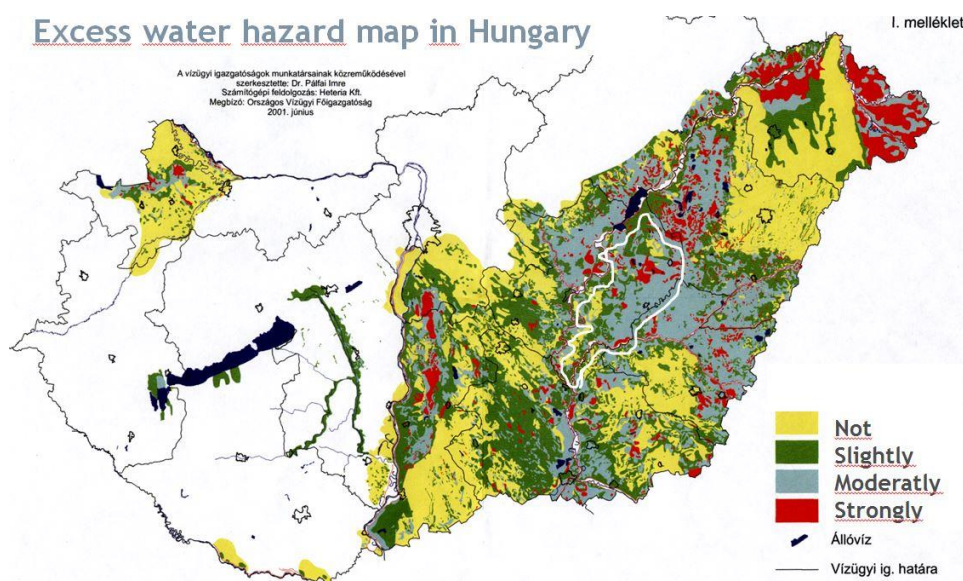 Excess water hazard map in Hungary
I. melléklet
A vízügyi igazgatóságok munkatársainak közreműködésével
szerkesztette: Dr. Pálfai Imre
Számítógépi feldolgozás: Heteria Kft.
Megbízó: Országos Vízügyi Főigazgatóság
2001. június
Not
Slightly
Moderatly
Strongly
Állóvíz
Vízügyi ig. határa